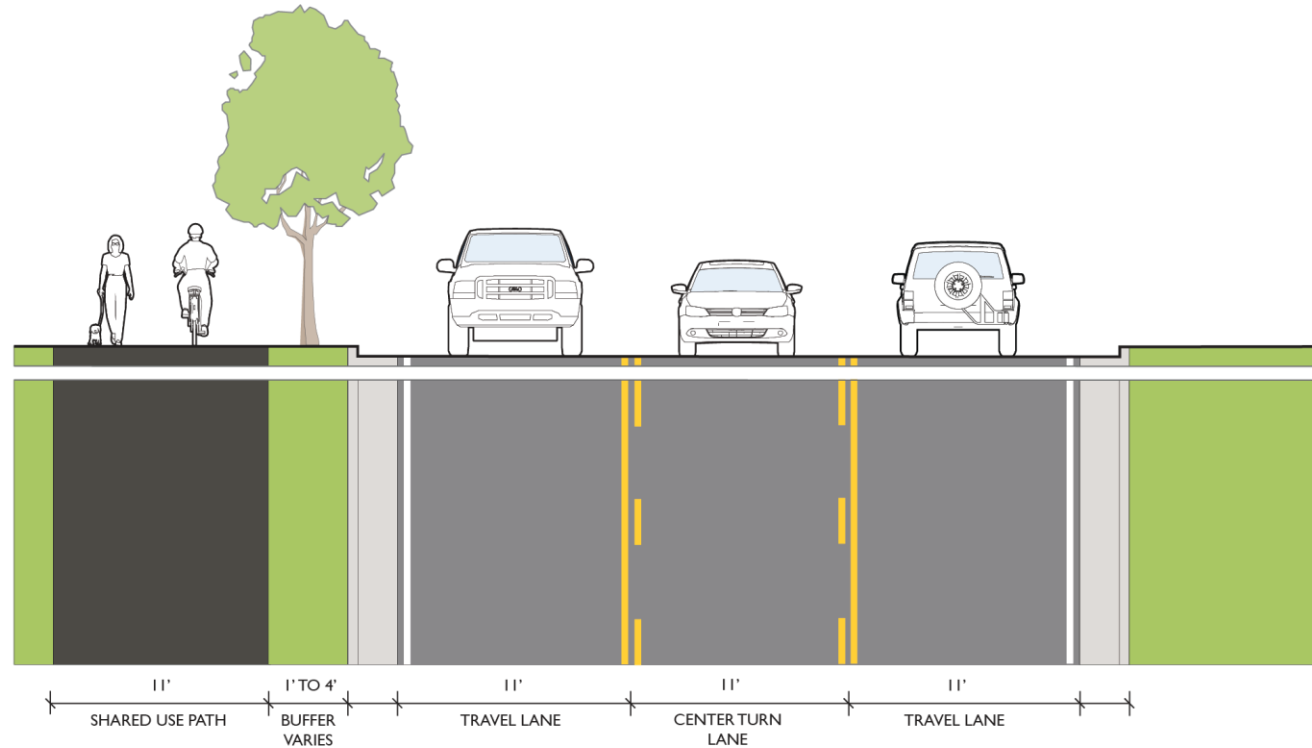 11'
1' TO 4'
11'
11'
11'
SHARED USE PATH
BUFFER
VARIES
TRAVEL LANE
CENTER TURN
LANE
TRAVEL LANE